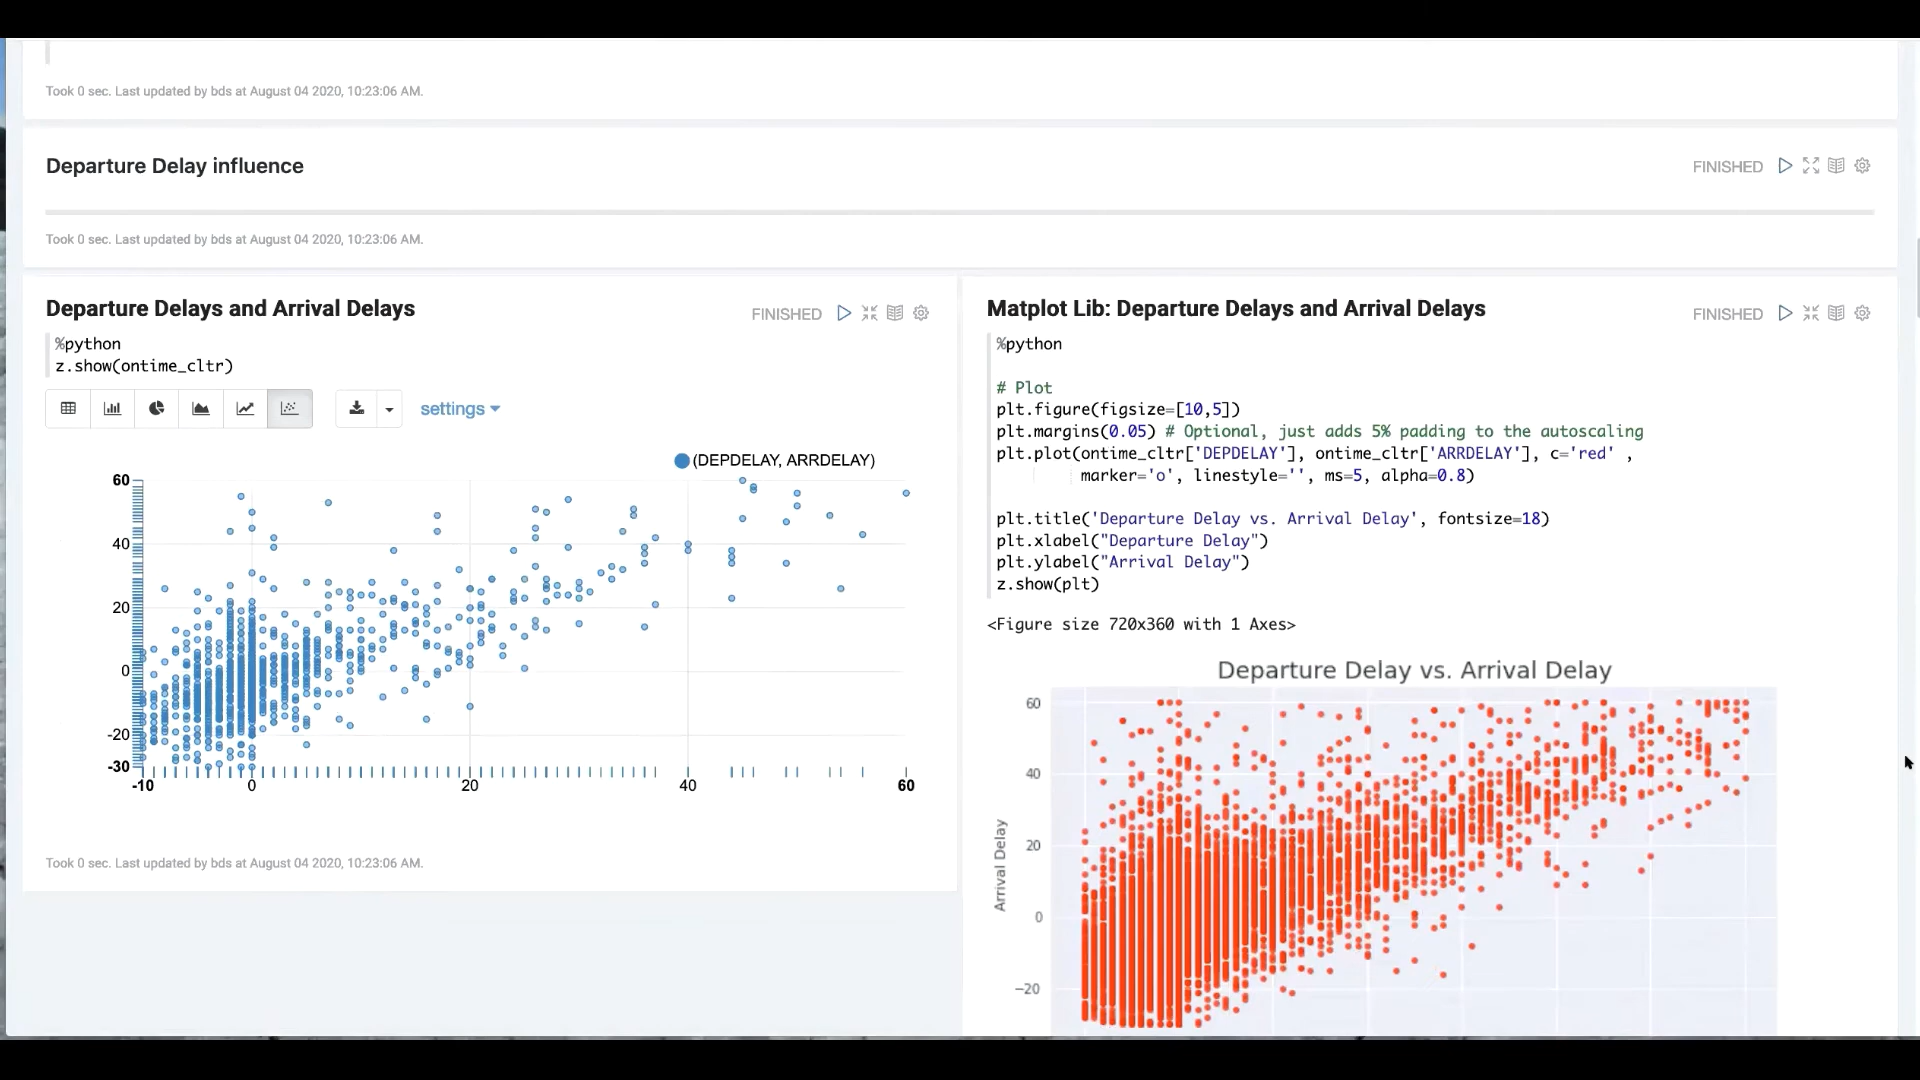 Took 0 sec. Last updated by bds at August 04 2020, 10:23:06 AM.
Departure Delay influence
FINISHED
Took 0 sec. Last updated by bds at August 04 2020, 10:23:06 AM.
Departure Delays and Arrival Delays
FINISHED
%python
z.show(ontime_cltr)
settings
(DEPDELAY, ARRDELAY)
60
40
20
0
-20
-30
-10
0
20
40
60
Took 0 sec. Last updated by bds at August 04 2020, 10:23:06 AM.
Matplot Lib: Departure Delays and Arrival Delays
FINISHED
%python
# Plot
plt.figure(figsize=[10,5])
plt.margins(0.05) # Optional, just adds 5% padding to the autoscaling
plt.plot(ontime_cltr['DEPDELAY'], ontime_cltr['ARRDELAY'], c='red' ,
marker='o', linestyle='', ms=5, alpha=0.8)
plt.title('Departure Delay vs. Arrival Delay', fontsize=18)
plt.xlabel("Departure Delay")
plt.ylabel("Arrival Delay")
z.show(plt)
<Figure size 720x360 with 1 Axes>
Departure Delay vs. Arrival Delay
60
40
20
0
−20
Arrival Delay